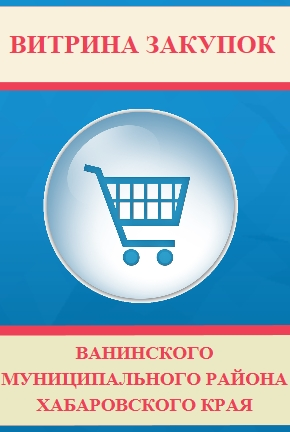 ВИТРИНА ЗАКУПОК
ВАНИНСКОГО
МУНИЦИПАЛЬНОГО РАЙОНА
ХАБАРОВСКОГО КРАЯ